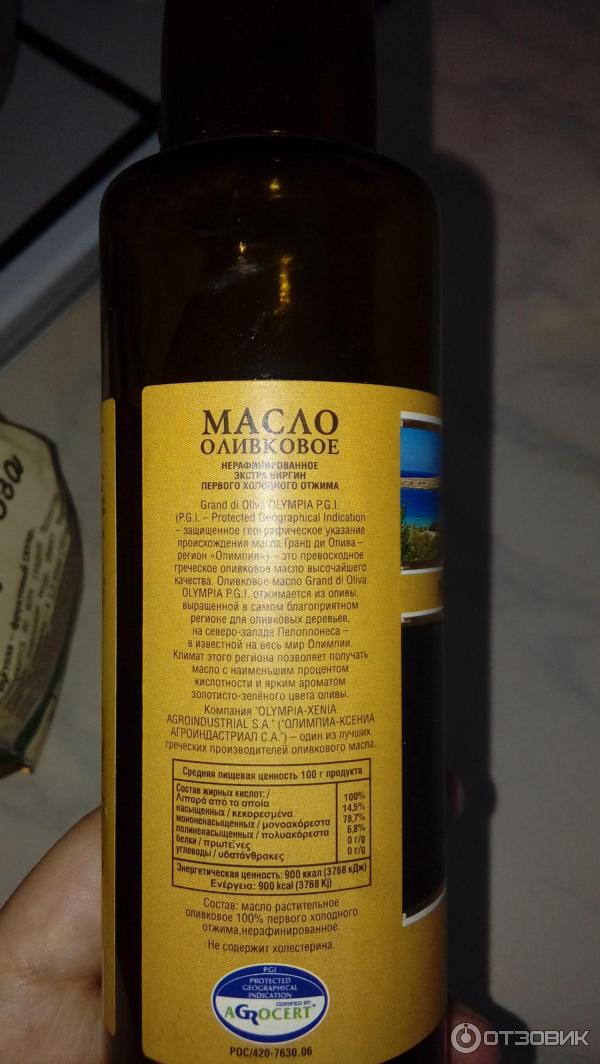 МАСЛО
ОЛИВКОВОЕ
НЕРАФИНИРОВАННОЕ
ЭКСТРА ВИРГИН
ПЕРВОГО ХОЛОДНОГО ОТЖИМА
Grand di Oliva OLYMPIA P.G.I.
(P.G.I. – Protected Geographical Indication
– защищенное географическое указание
происхождения масла Гранд ди Олива –
регион «Олимпия») – это превосходное
греческое оливковое масло высочайшего
качества. Оливковое масло Grand di Oliva
OLYMPIA P.G.I. отжимается из оливы,
выращенной в самом благоприятном
регионе для оливковых деревьев,
на северо-западе Пелопоннеса –
в известной на весь мир Олимпии.
Климат этого региона позволяет получать
масло с наименьшим процентом
кислотности и ярким ароматом
золотисто-зелёного цвета оливы.
Компания "OLYMPIA-XENIA
AGROINDUSTRIAL S.A." ("ОЛИМПИА-КСЕНИА
АГРОИНДАСТРИАЛ С.А.") – один из лучших
греческих производителей оливкового масла.
Средняя пищевая ценность 100 г продукта
Состав жирных кислот: /
Λιπαρά από τα οποία 100%
насыщенных / κεκορεσμένα 14,5%
мононенасыщенных / μονοακόρεστα 78,7%
полиненасыщенных / πολυακόρεστα 6,8%
белки / πρωτεΐνες 0 г/g
углеводы / υδατάνθρακες 0 г/g
Энергетическая ценность: 900 ккал (3768 кДж)
Ενέργεια: 900 kcal (3768 Kj)
Состав: масло растительное
оливковое 100% первого холодного
отжима,нерафинированное.
Не содержит холестерина.
PGI
PROTECTED
GEOGRAPHICAL
INDICATION
CERTIFIED BY:
AGROCERT
POC/420-7630.06
ОТЗОВИК